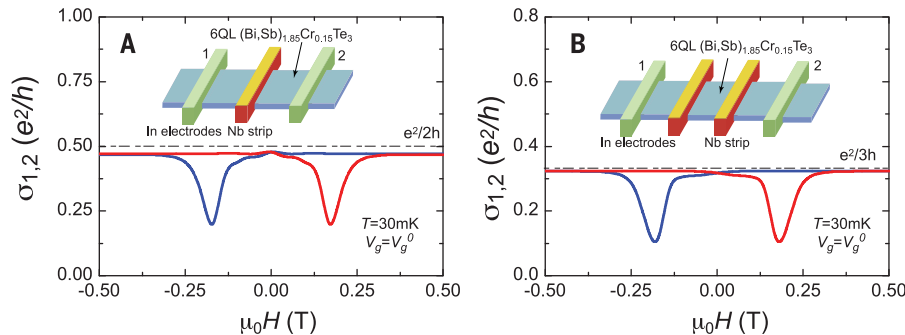 A
6QL (Bi,Sb)1.85Cr0.15Te3
1
2
In electrodes
Nb strip
e²/2h
T=30mK
Vg=Vg⁰
σ1,2 (e²/h)
1.00
0.75
0.50
0.25
0.00
-0.50
-0.25
0.00
0.25
0.50
μ0H (T)
B
6QL (Bi,Sb)1.85Cr0.15Te3
1
2
In electrodes
Nb strip
e²/3h
T=30mK
Vg=Vg⁰
σ1,2 (e²/h)
0.8
0.6
0.4
0.2
0.0
-0.50
-0.25
0.00
0.25
0.50
μ0H (T)